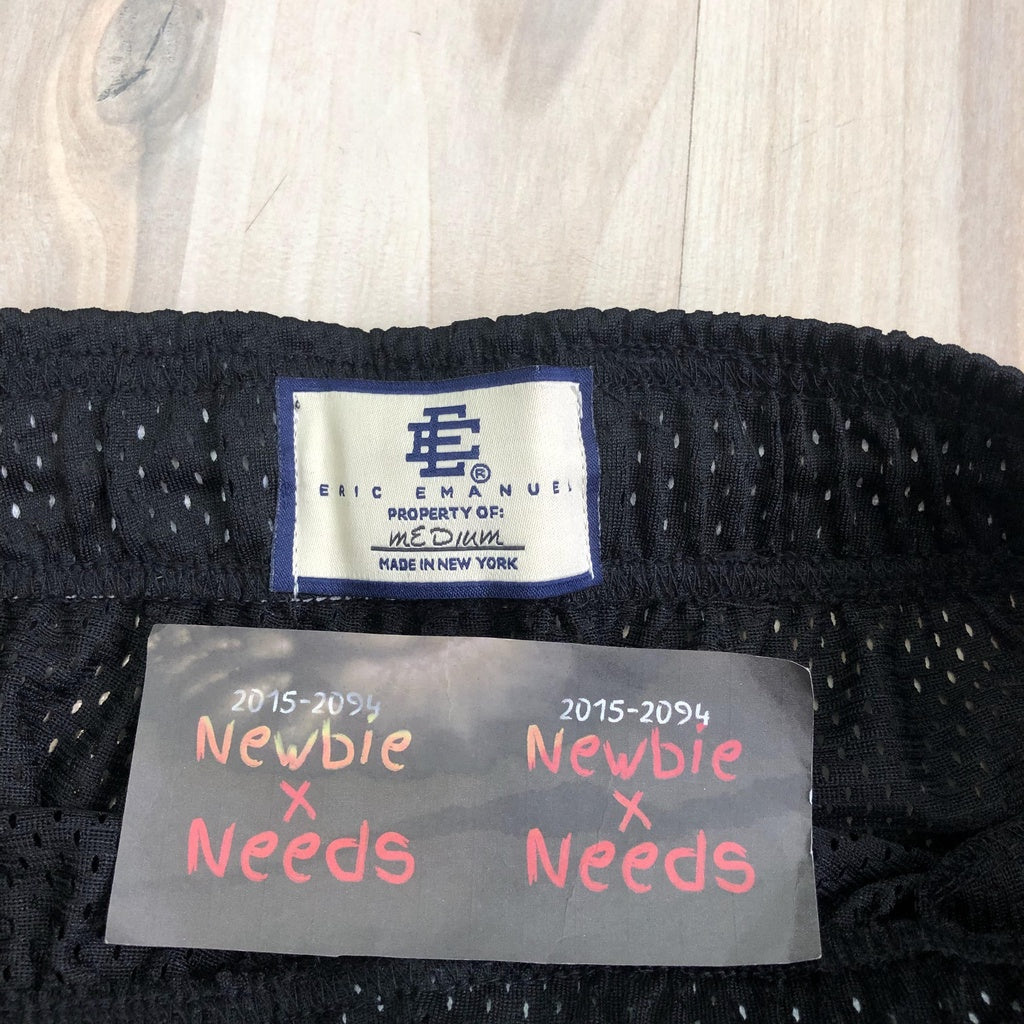 EE®
ERIC EMANUEL
PROPERTY OF:
mEDIum
MADE IN NEW YORK
2015-2094
Newbie
x
Needs
2015-2094
Newbie
x
Needs